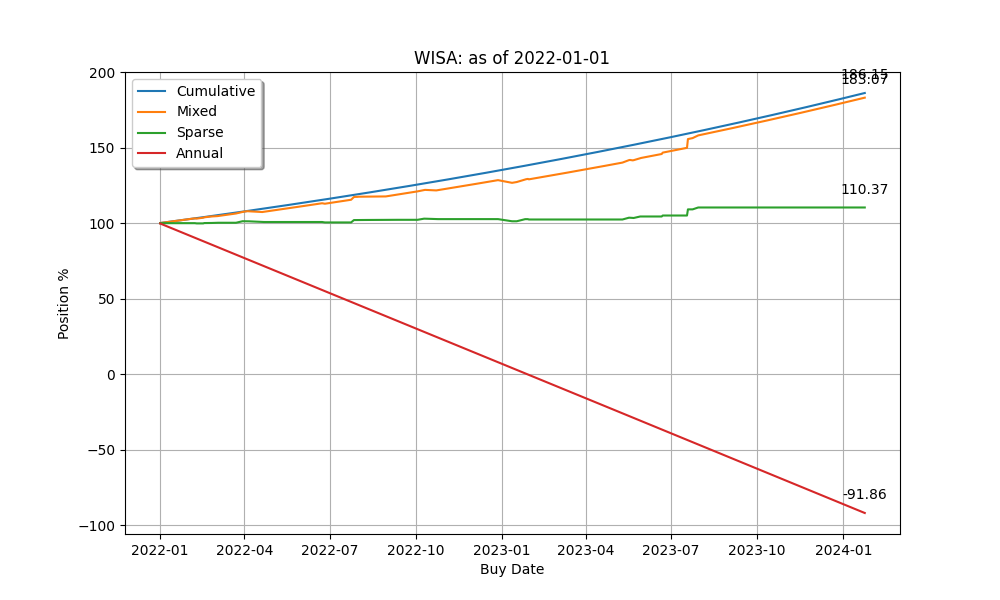 WISA: as of 2022-01-01
200
150
100
50
0
−50
−100
Position %
Cumulative
Mixed
Sparse
Annual
186.15
183.07
110.37
-91.86
2022-01 2022-04 2022-07 2022-10 2023-01 2023-04 2023-07 2023-10 2024-01
Buy Date